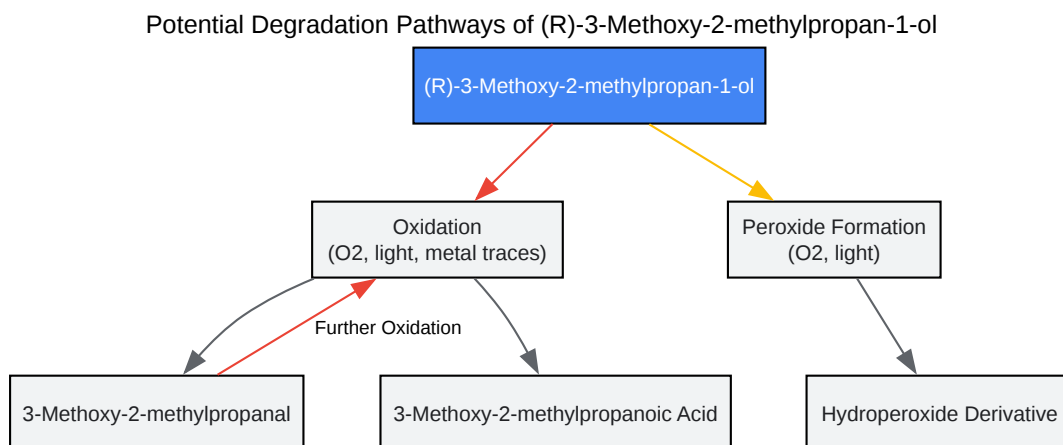 Potential Degradation Pathways of (R)-3-Methoxy-2-methylpropan-1-ol
(R)-3-Methoxy-2-methylpropan-1-ol
Oxidation
(O2, light, metal traces)
Peroxide Formation
(O2, light)
Further Oxidation
3-Methoxy-2-methylpropanal
3-Methoxy-2-methylpropanoic Acid
Hydroperoxide Derivative